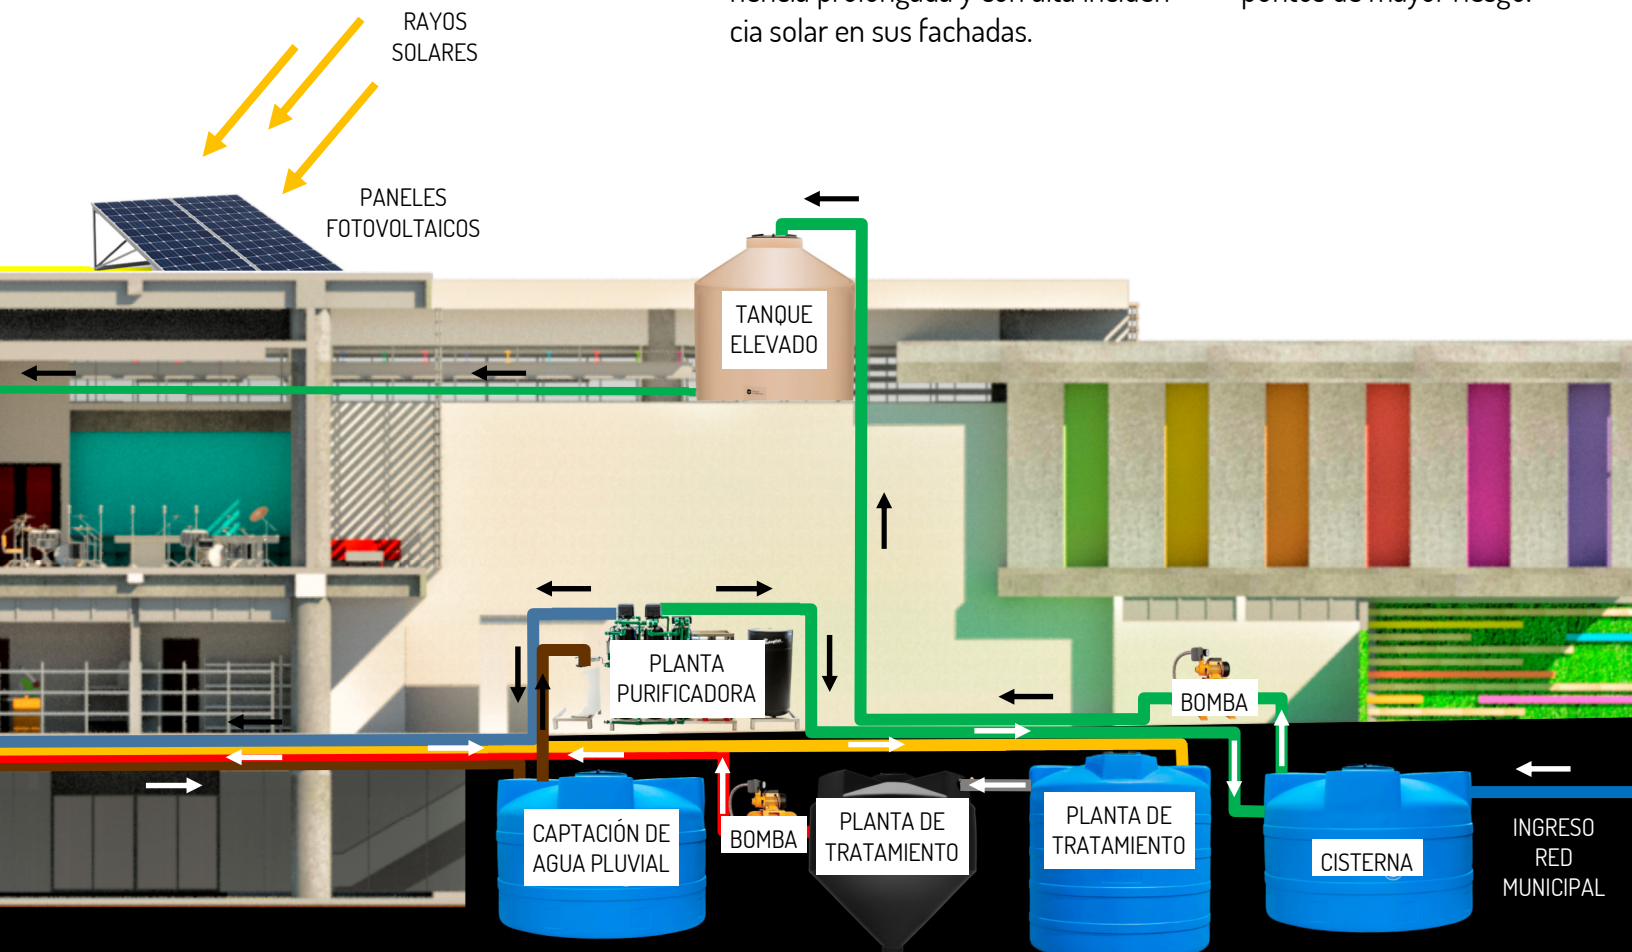 cia solar en sus fachadas.
RAYOS
SOLARES
PANELES
FOTOVOLTAICOS
TANQUE
ELEVADO
PLANTA
PURIFICADORA
BOMBA
CAPTACIÓN DE
AGUA PLUVIAL
BOMBA
PLANTA DE
TRATAMIENTO
PLANTA DE
TRATAMIENTO
CISTERNA
INGRESO
RED
MUNICIPAL